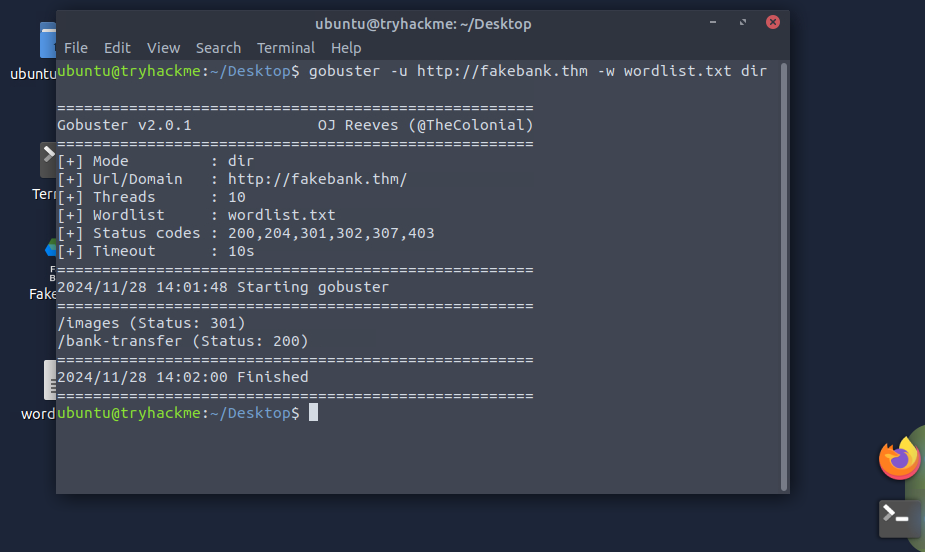 ubuntu@tryhackme: ~/Desktop
File Edit View Search Terminal Help
ubuntu@tryhackme:~/Desktop$ gobuster -u http://fakebank.thm -w wordlist.txt dir
=====================================================
Gobuster v2.0.1              OJ Reeves (@TheColonial)
=====================================================
[+] Mode         : dir
[+] Url/Domain   : http://fakebank.thm/
[+] Threads      : 10
[+] Wordlist     : wordlist.txt
[+] Status codes : 200,204,301,302,307,403
[+] Timeout      : 10s
=====================================================
2024/11/28 14:01:48 Starting gobuster
=====================================================
/images (Status: 301)
/bank-transfer (Status: 200)
=====================================================
2024/11/28 14:02:00 Finished
=====================================================
ubuntu@tryhackme:~/Desktop$
ubuntu
Ter
F
B
Fake
word